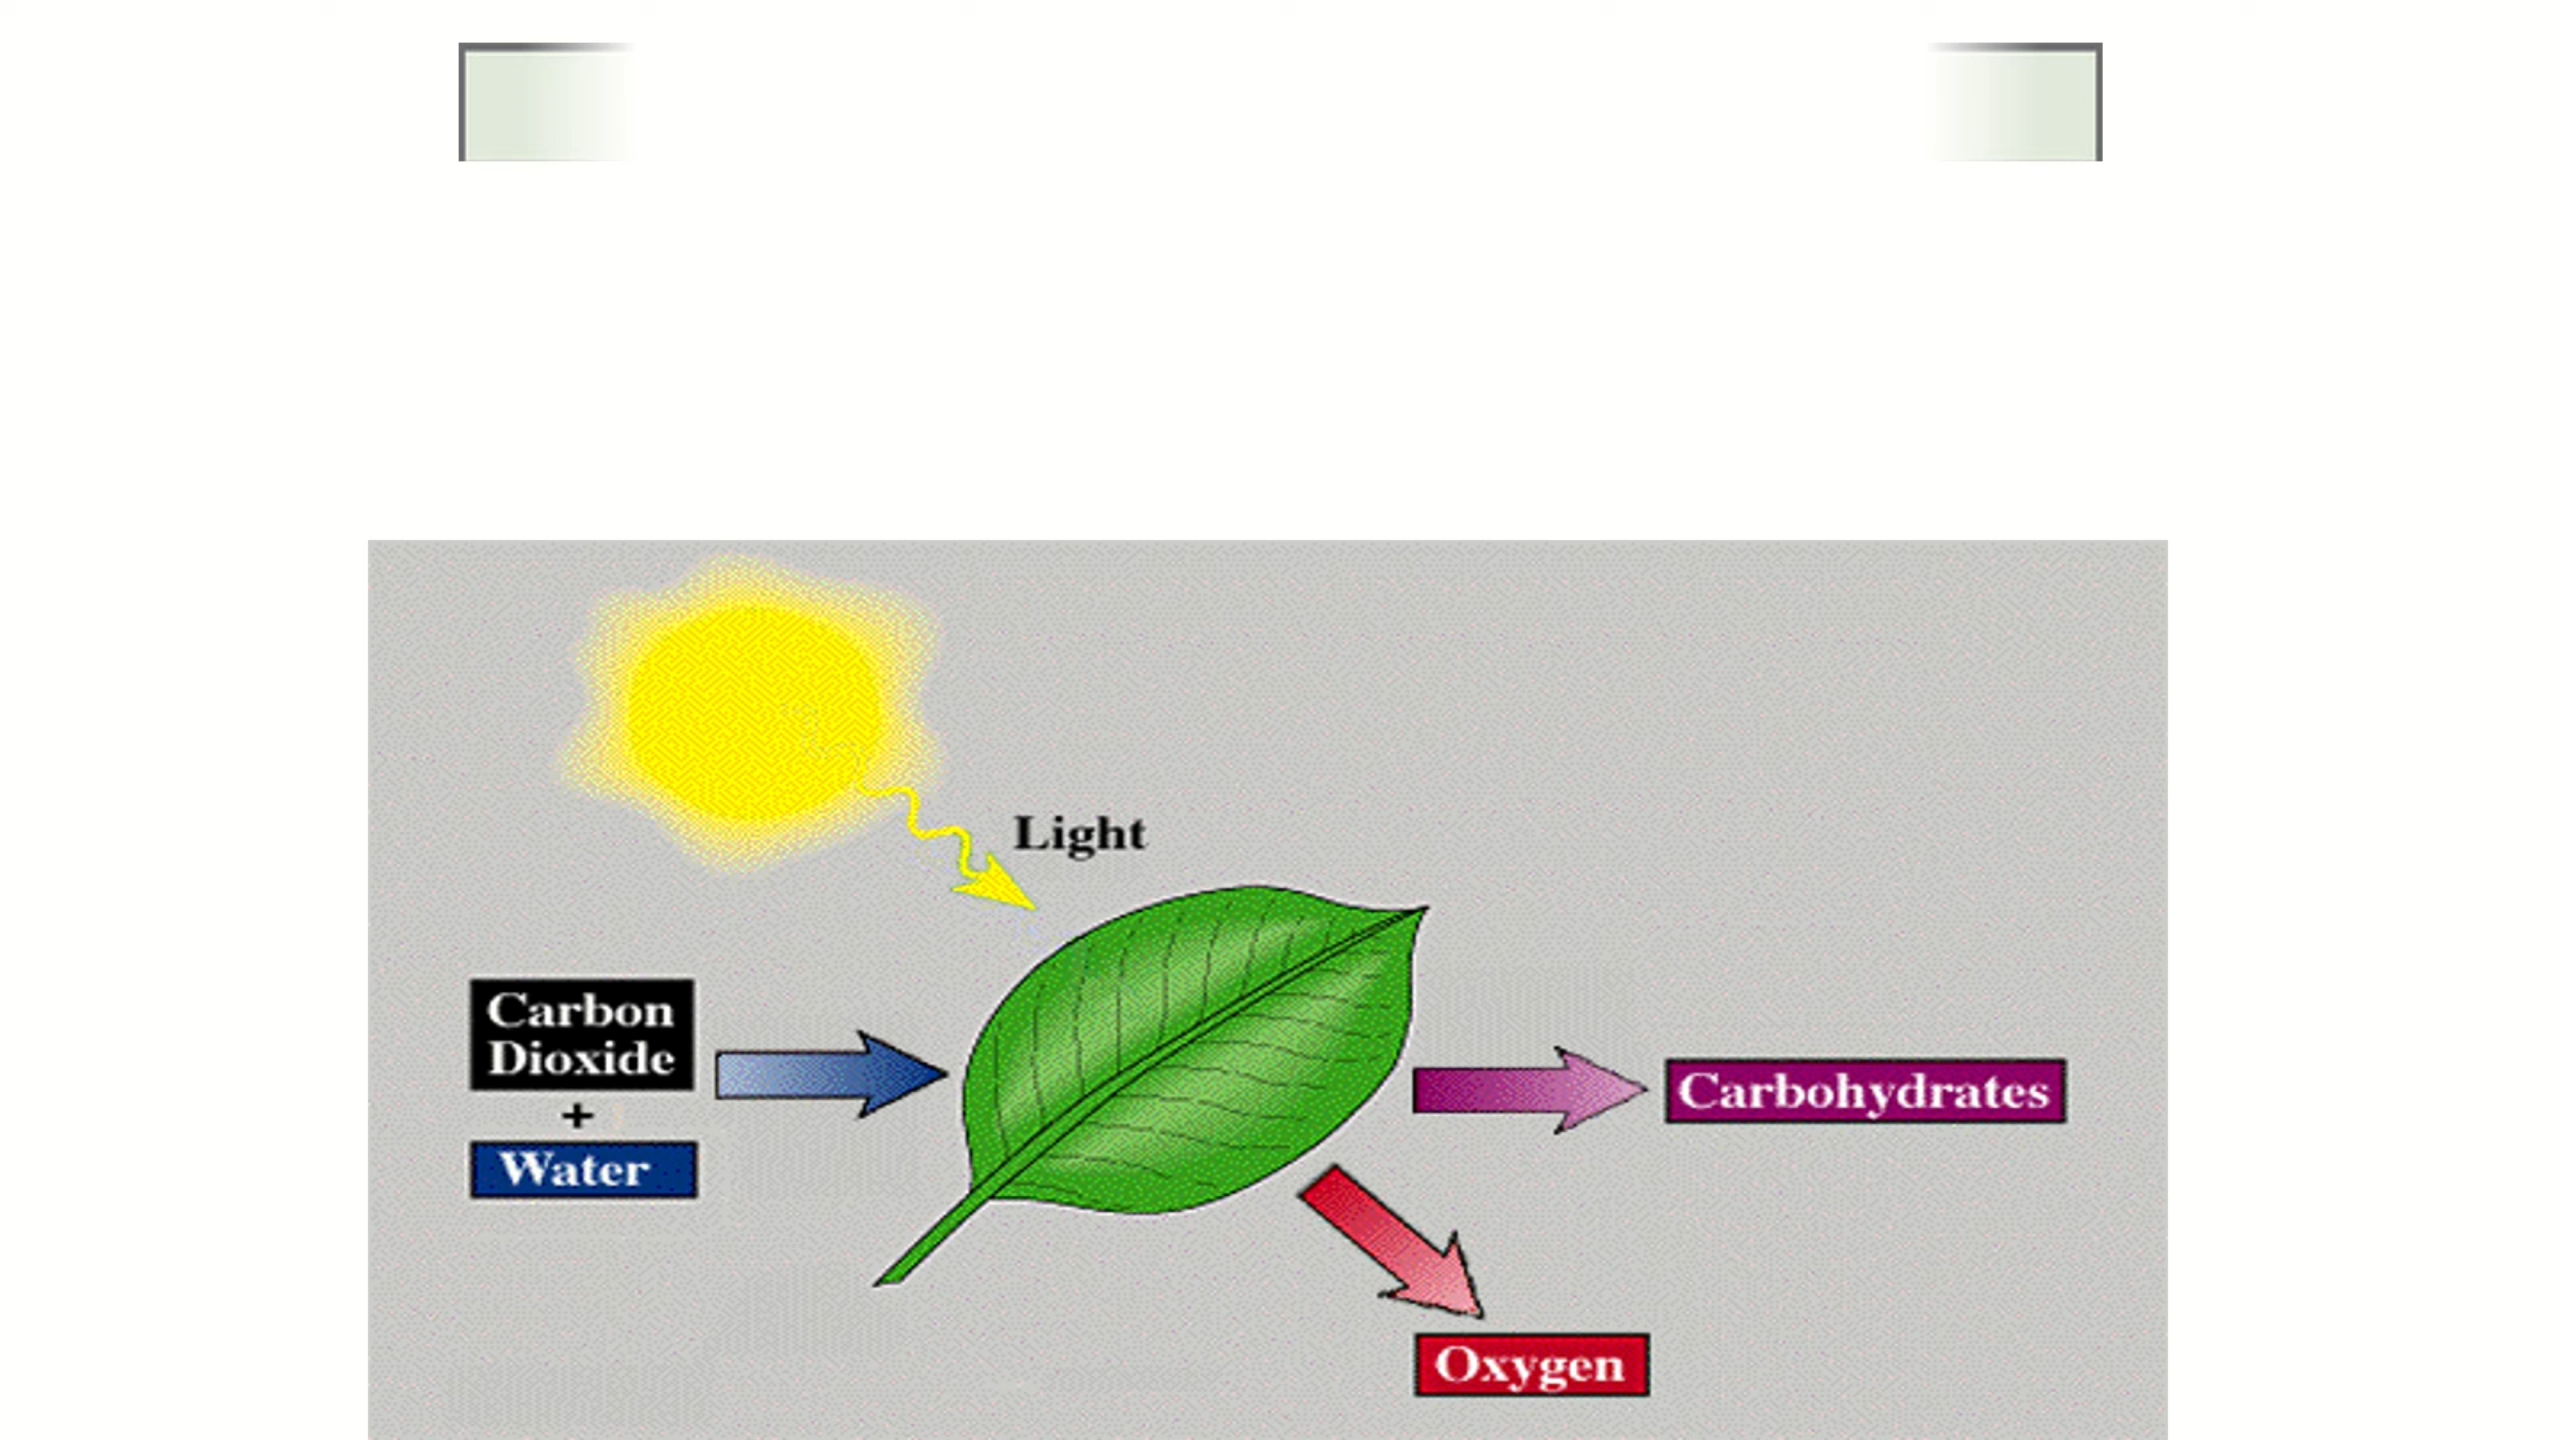 Light
Carbon
Dioxide
+
Water
Carbohydrates
Oxygen